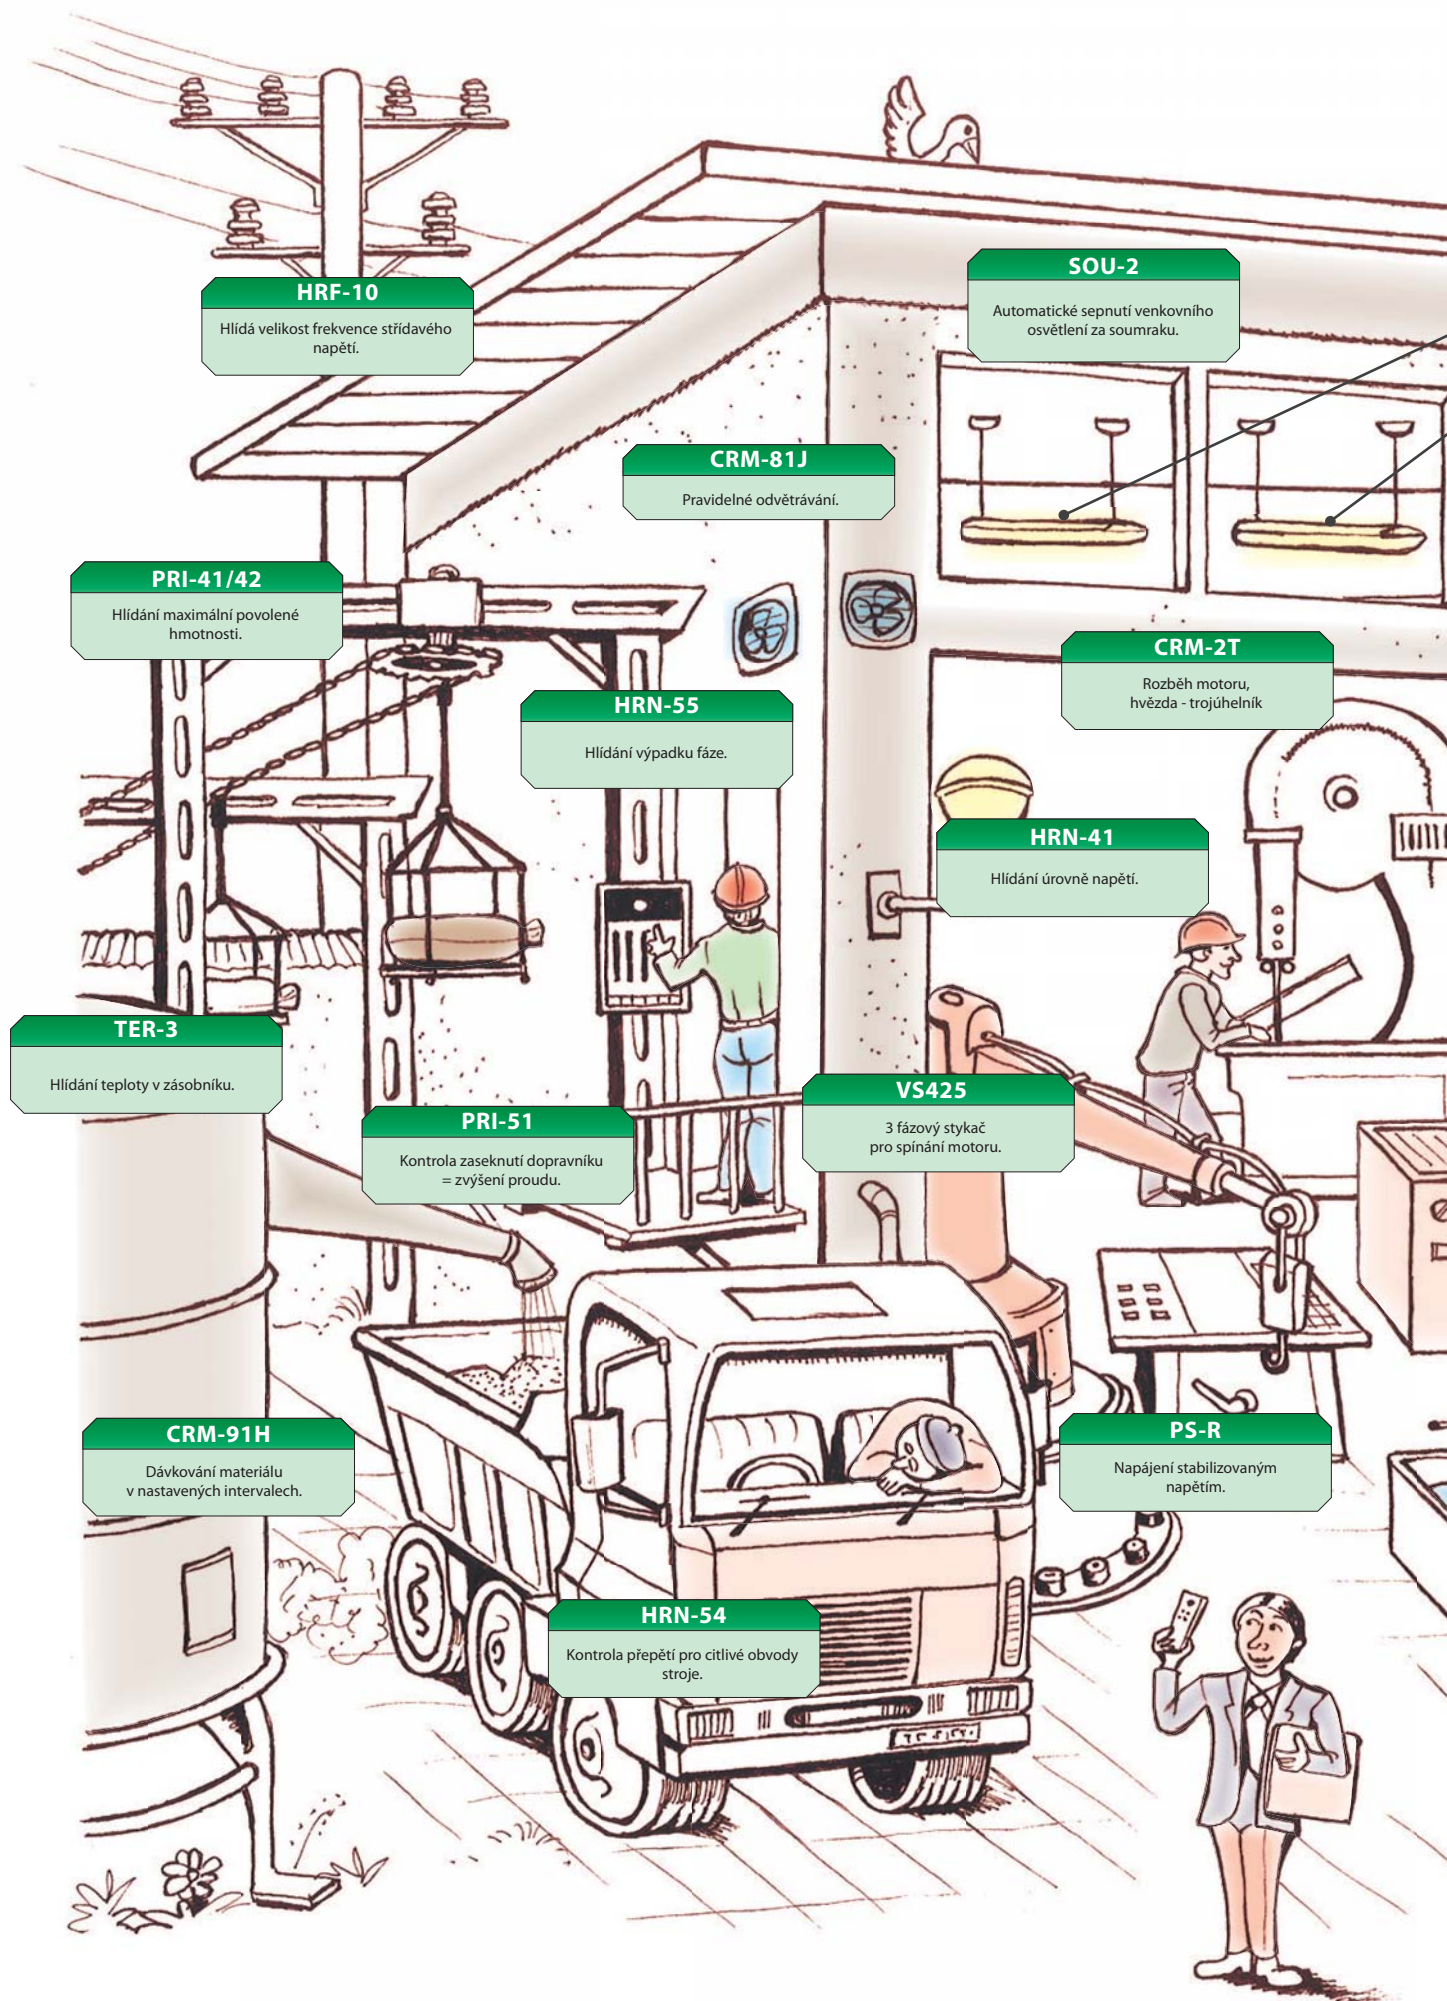 HRF-10
Hlídá velikost frekvence střídavého
napětí.
SOU-2
Automatické sepnutí venkovního
osvětlení za soumraku.
CRM-81J
Pravidelné odvětrávání.
PRI-41/42
Hlídání maximální povolené
hmotnosti.
CRM-2T
Rozběh motoru,
hvězda - trojúhelník
HRN-55
Hlídání výpadku fáze.
HRN-41
Hlídání úrovně napětí.
TER-3
Hlídání teploty v zásobníku.
VS425
3 fázový stykač
pro spínání motoru.
PRI-51
Kontrola zaseknutí dopravníku
= zvýšení proudu.
CRM-91H
Dávkování materiálu
v nastavených intervalech.
PS-R
Napájení stabilizovaným
napětím.
HRN-54
Kontrola přepětí pro citlivé obvody
stroje.